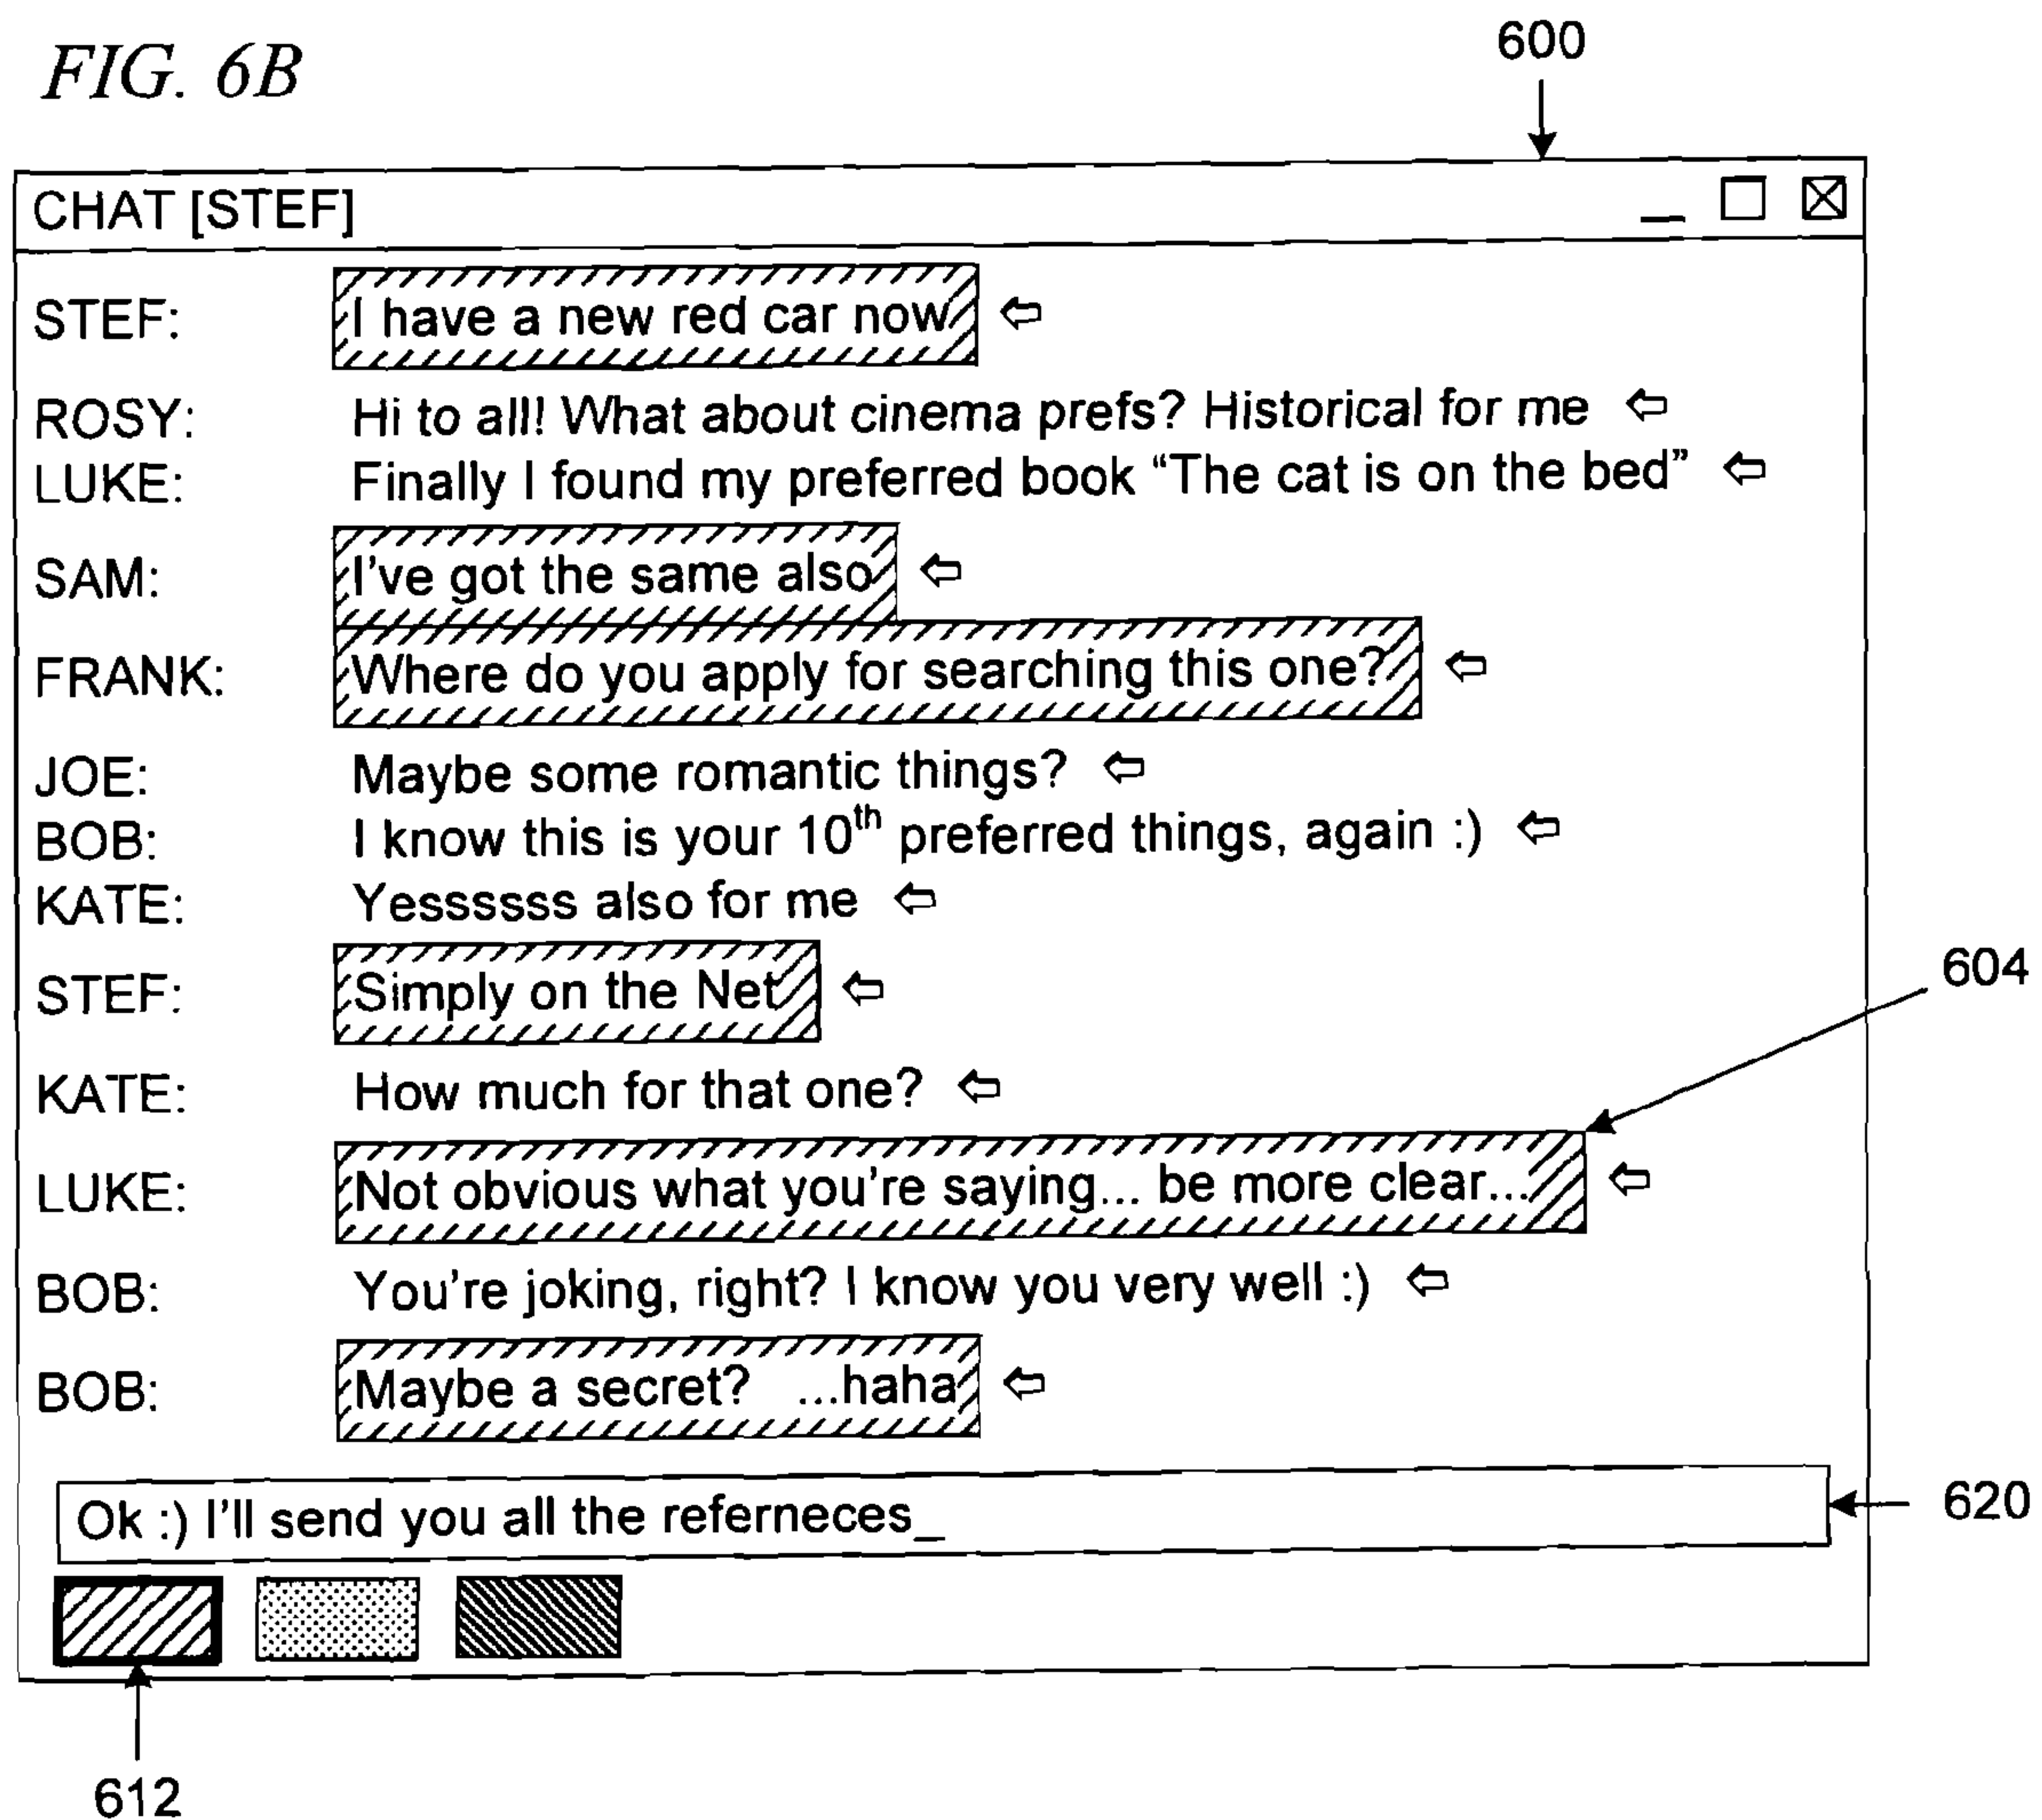 FIG. 6B
600
CHAT [STEF]
STEF: I have a new red car now
ROSY: Hi to all! What about cinema prefs? Historical for me
LUKE: Finally I found my preferred book “The cat is on the bed”
SAM: I've got the same also
FRANK: Where do you apply for searching this one?
JOE: Maybe some romantic things?
BOB: I know this is your 10th preferred things, again :)
KATE: Yessssss also for me
STEF: Simply on the Net
604
KATE: How much for that one?
LUKE: Not obvious what you're saying... be more clear...
BOB: You're joking, right? I know you very well :)
BOB: Maybe a secret? ...haha
Ok :) I'll send you all the referneces_
620
612